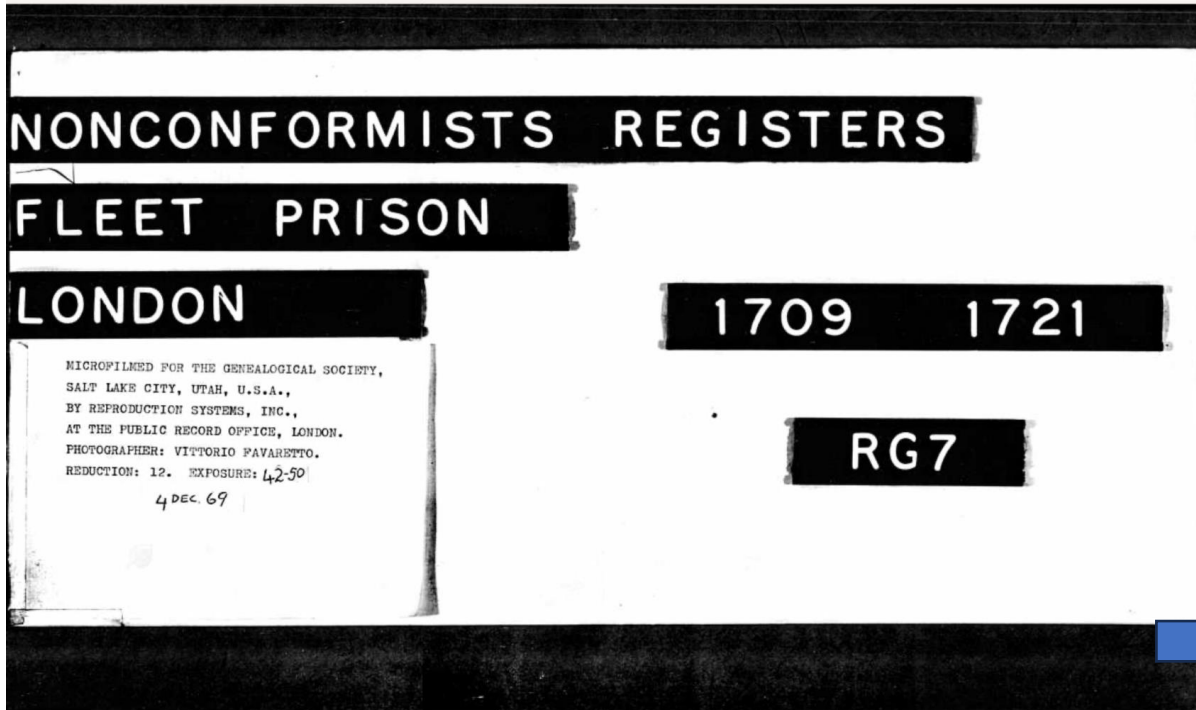 NONCONFORMISTS REGISTERS
FLEET PRISON
LONDON
1709 1721
MICROFILMED FOR THE GENEALOGICAL SOCIETY,
SALT LAKE CITY, UTAH, U.S.A.,
BY REPRODUCTION SYSTEMS, INC.,
AT THE PUBLIC RECORD OFFICE, LONDON.
PHOTOGRAPHER: VITTORIO FAVARETTO.
REDUCTION: 12. EXPOSURE: 42-50
4 DEC. 69
RG7